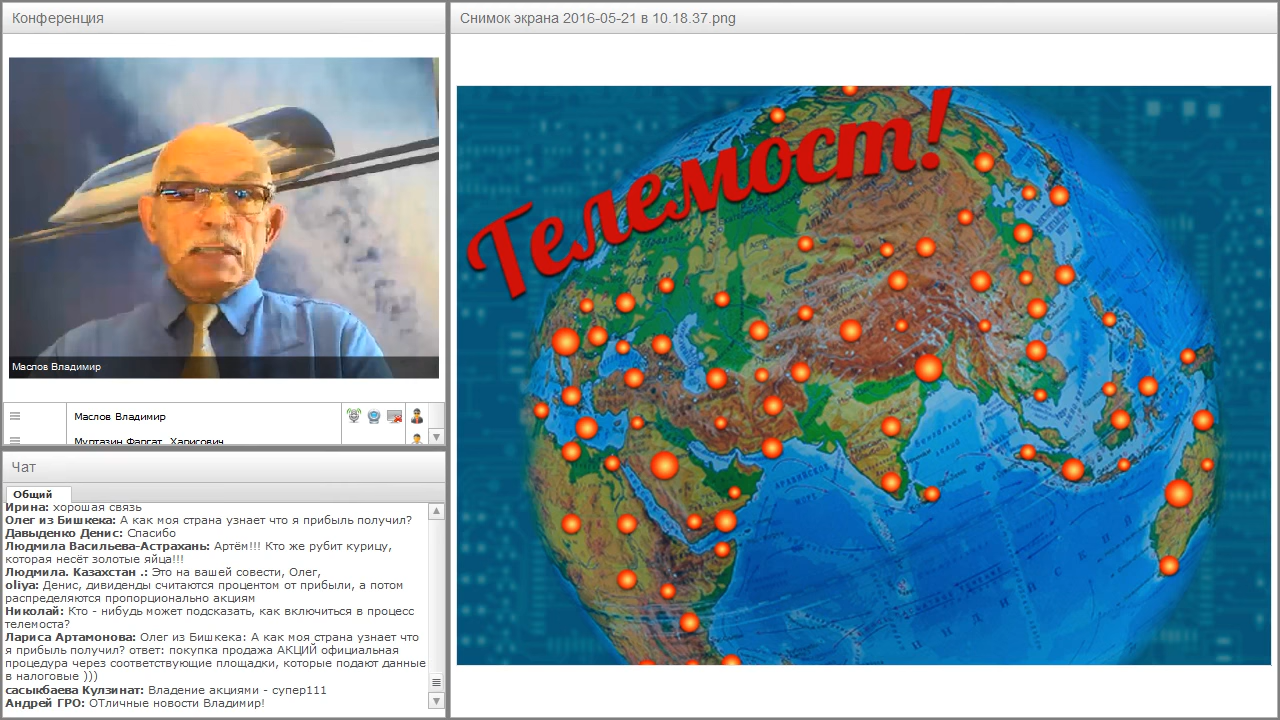 Конференция
Маслов Владимир
Маслов Владимир
Муртазин Фаргат Харисович
Чат
Общий
Ирина: хорошая связь
Олег из Бишкека: А как моя страна узнает что я прибыль получил?
Давыденко Денис: Спасибо
Людмила Васильева-Астрахань: Артём!!! Кто же рубит курицу,
которая несёт золотые яйца!!!
Людмила. Казахстан .: Это на вашей совести, Олег,
oliya: Денис, дивиденды считаются процентом от прибыли, а потом
распределяются пропорционально акциям
Николай: Кто - нибудь может подсказать, как включиться в процесс
телемоста?
Лариса Артамонова: Олег из Бишкека: А как моя страна узнает что
я прибыль получил? ответ: покупка продажа АКЦИЙ официальная
процедура через соответствующие площадки, которые подают данные
в налоговые )))
сасыкбаева Кулзинат: Владение акциями - супер111
Андрей ГРО: ОТличные новости Владимир!
Снимок экрана 2016-05-21 в 10.18.37.png
Телемост!
АРАВИЙСКОЕ
МОРЕ